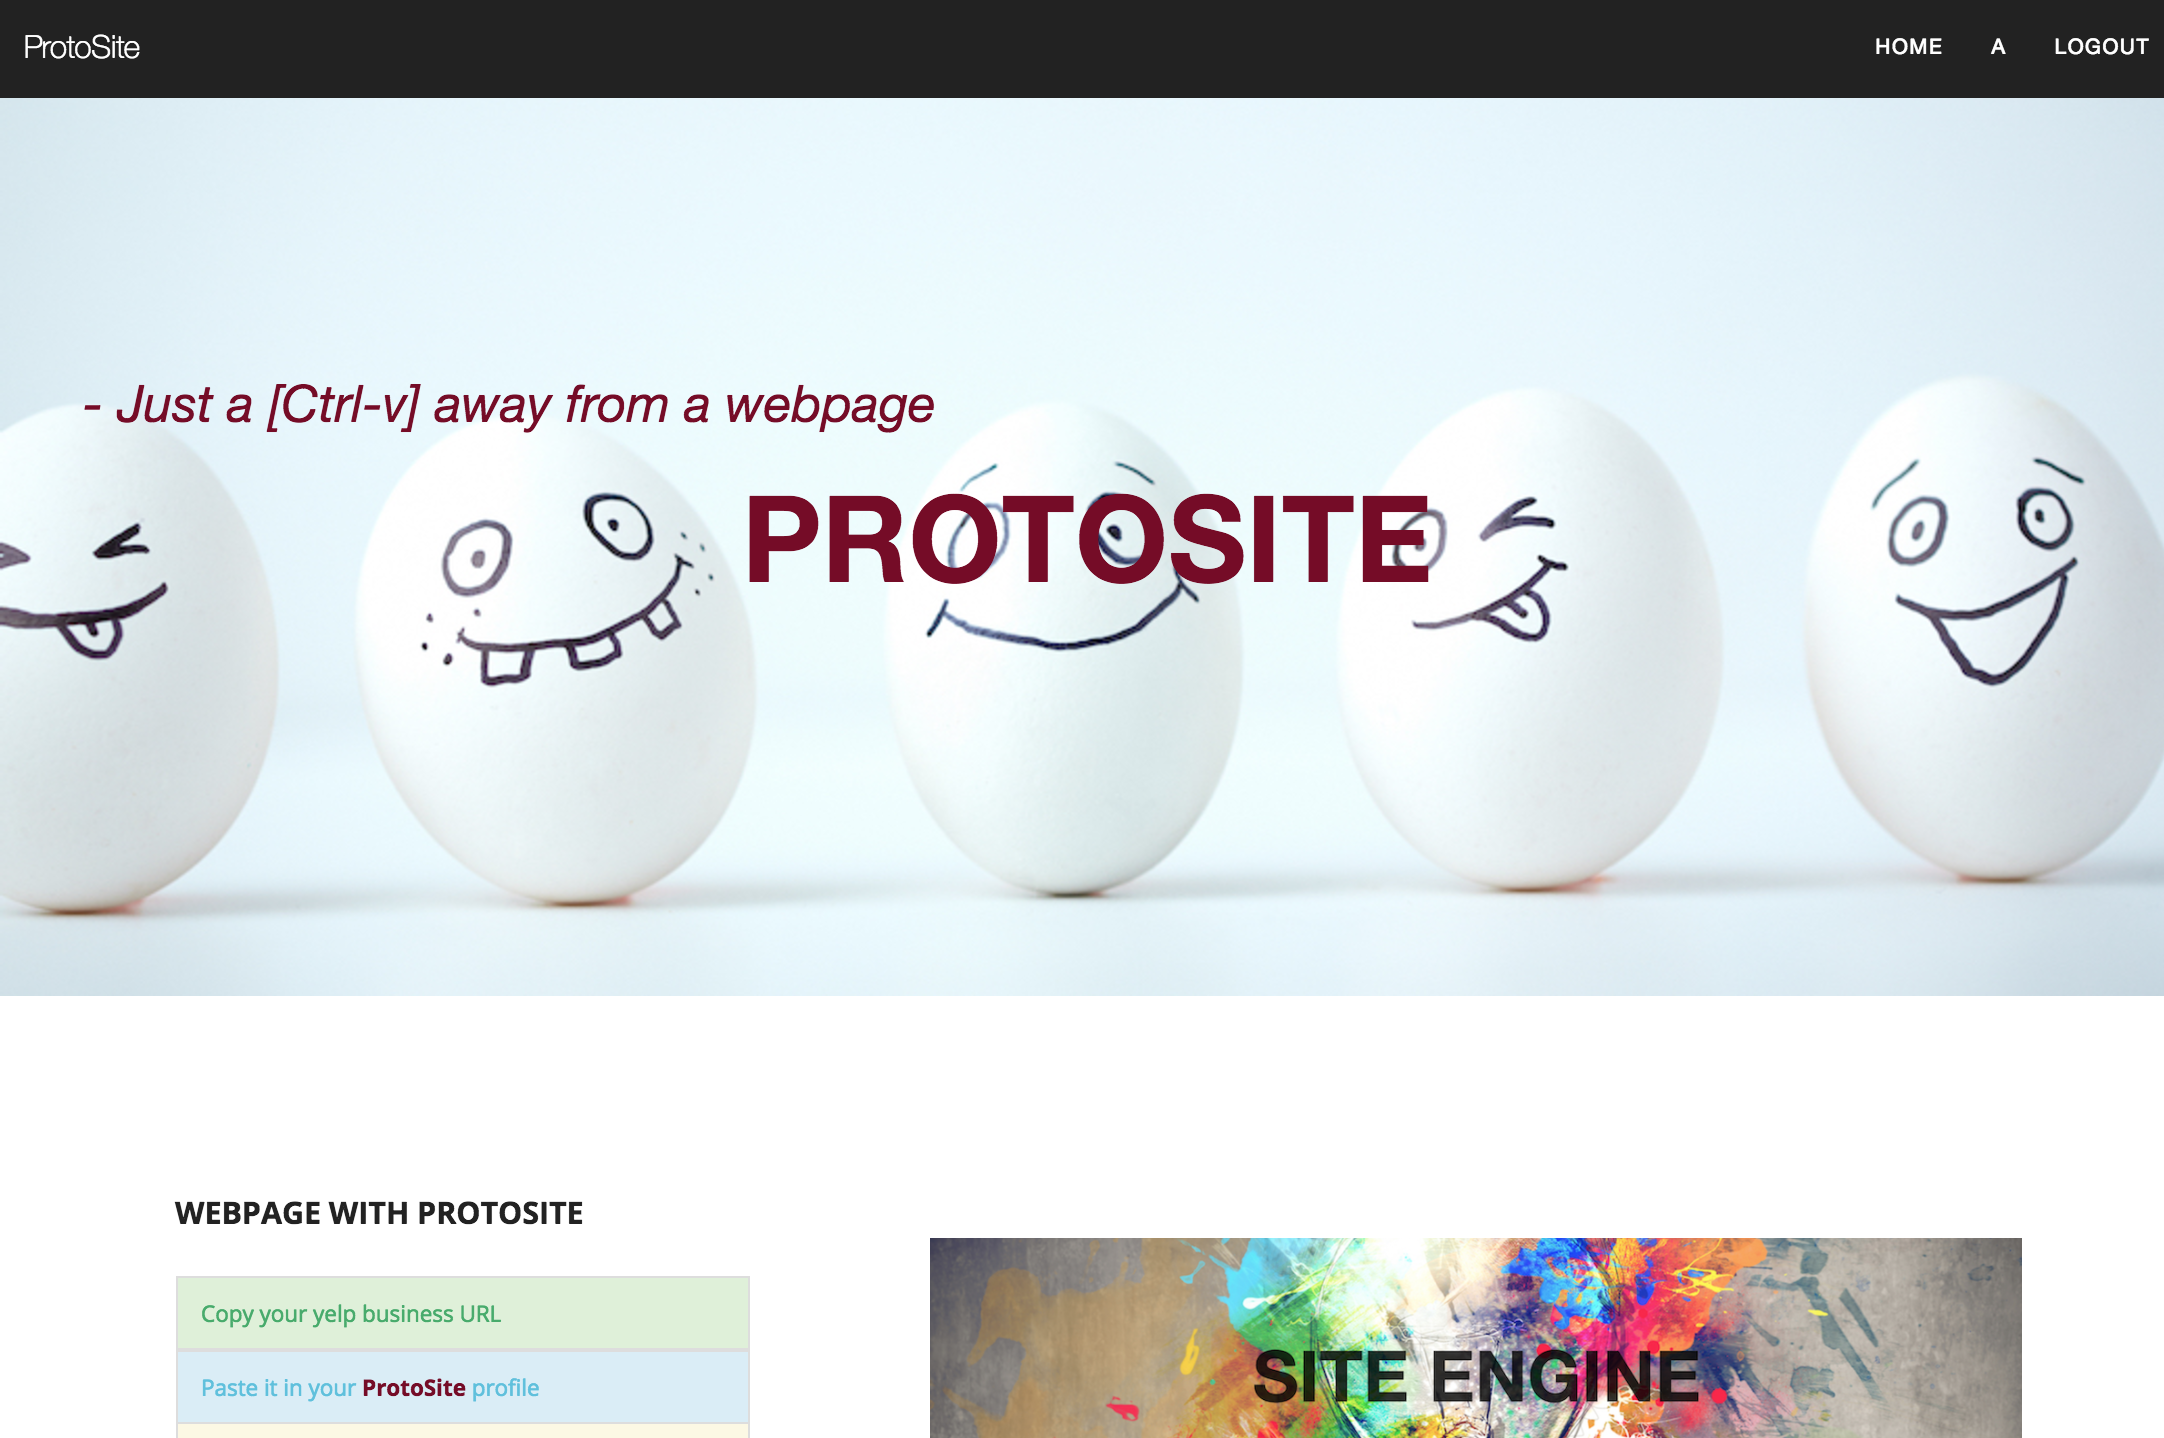 ProtoSite
HOME A LOGOUT
- Just a [Ctrl-v] away from a webpage
PROTOSITE
WEBPAGE WITH PROTOSITE
Copy your yelp business URL
Paste it in your ProtoSite profile
SITE ENGINE.